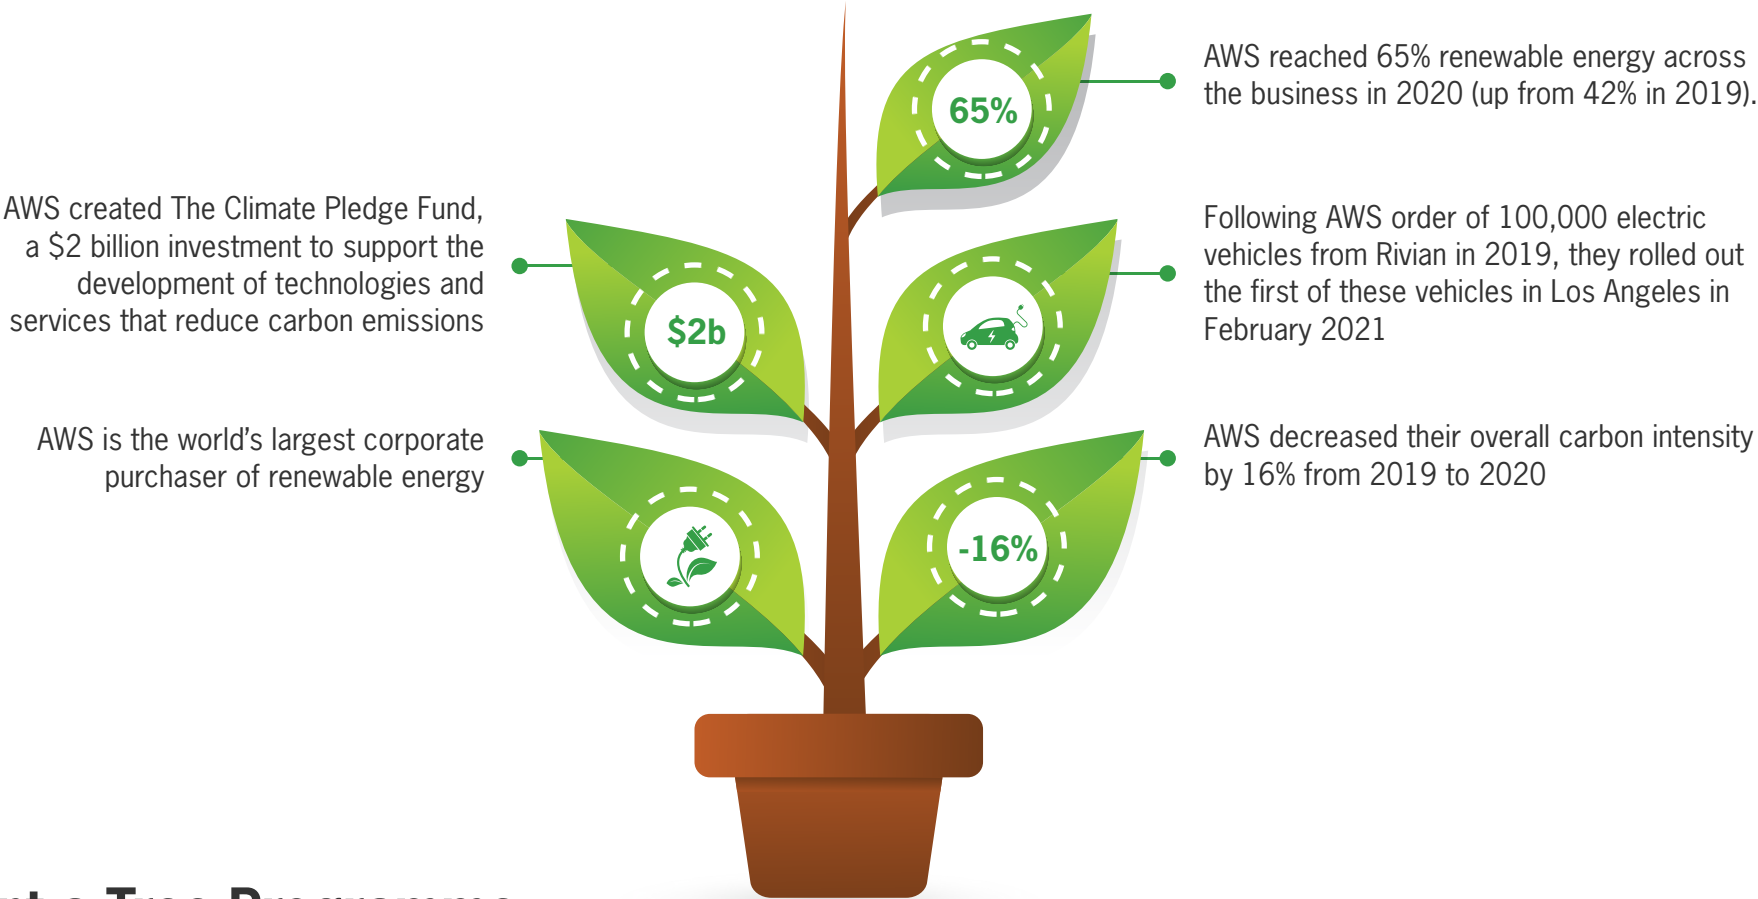 65%
AWS reached 65% renewable energy across
the business in 2020 (up from 42% in 2019).
AWS created The Climate Pledge Fund,
a $2 billion investment to support the
development of technologies and
services that reduce carbon emissions
$2b
Following AWS order of 100,000 electric
vehicles from Rivian in 2019, they rolled out
the first of these vehicles in Los Angeles in
February 2021
AWS is the world’s largest corporate
purchaser of renewable energy
-16%
AWS decreased their overall carbon intensity
by 16% from 2019 to 2020
a Tree Programme